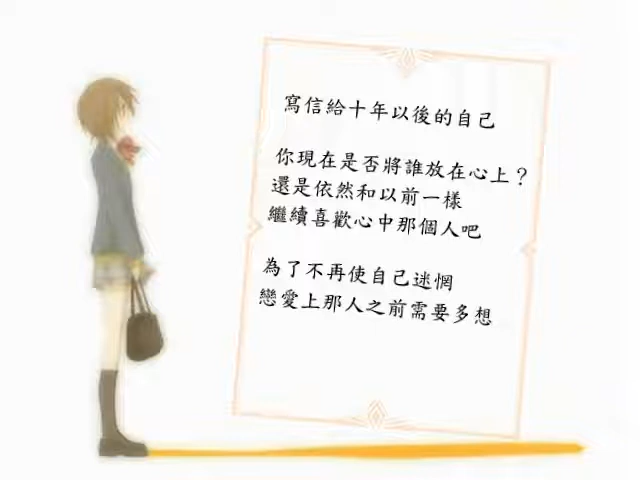 寫信給十年以後的自己
你現在是否將誰放在心上？
還是依然和以前一樣
繼續喜歡心中那個人吧
為了不再使自己迷惘
戀愛上那人之前需要多想